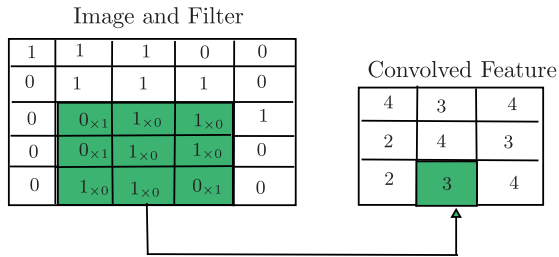 Image and Filter
1 1 1 0 0
0 1 1 1 0
0 0×1 1×0 1×0 1
0 0×1 1×0 1×0 0
0 1×0 1×0 0×1 0
Convolved Feature
4 3 4
2 4 3
2 3 4